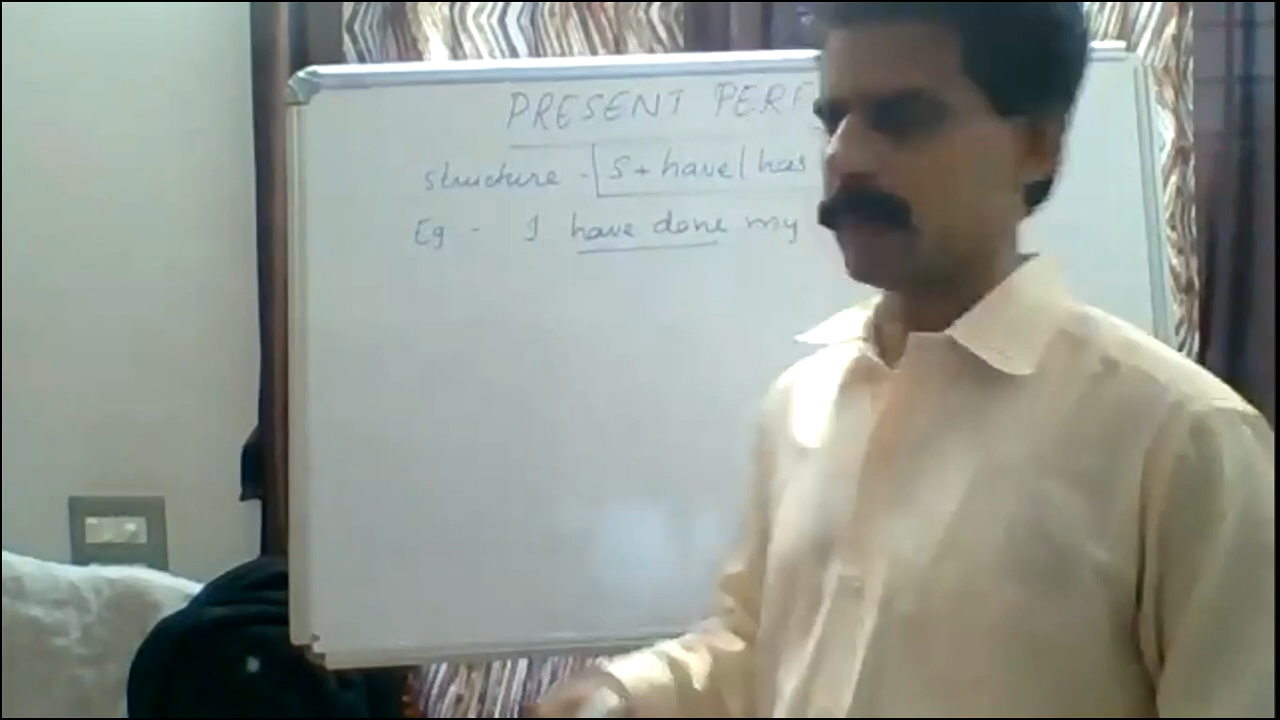 PRESENT PERF
structure - S + have / has
Eg - I have done my